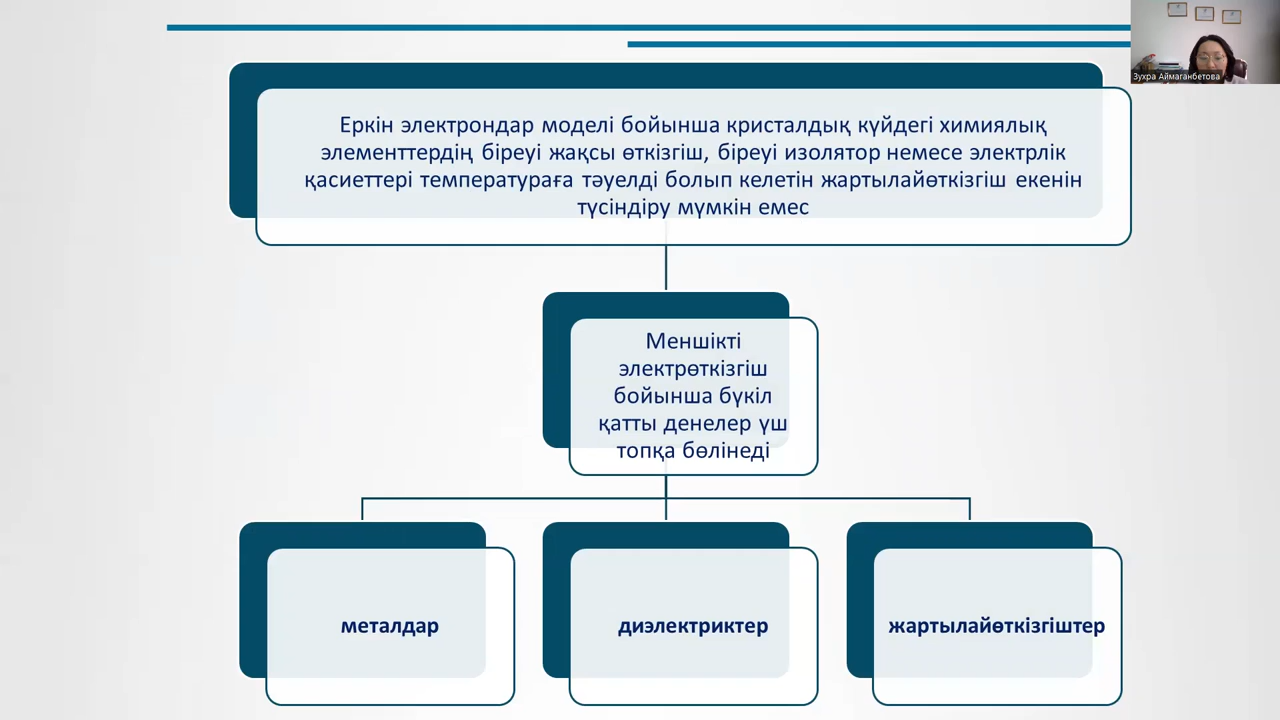 Зухра Аймаганбетова
Еркін электрондар моделі бойынша кристалдық күйдегі химиялық
элементтердің біреуі жақсы өткізгіш, біреуі изолятор немесе электрлік
қасиеттері температураға тәуелді болып келетін жартылайөткізгіш екенін
түсіндіру мүмкін емес
Меншікті
электрөткізгіш
бойынша бүкіл
қатты денелер үш
топқа бөлінеді
металдар
диэлектриктер
жартылайөткізгіштер